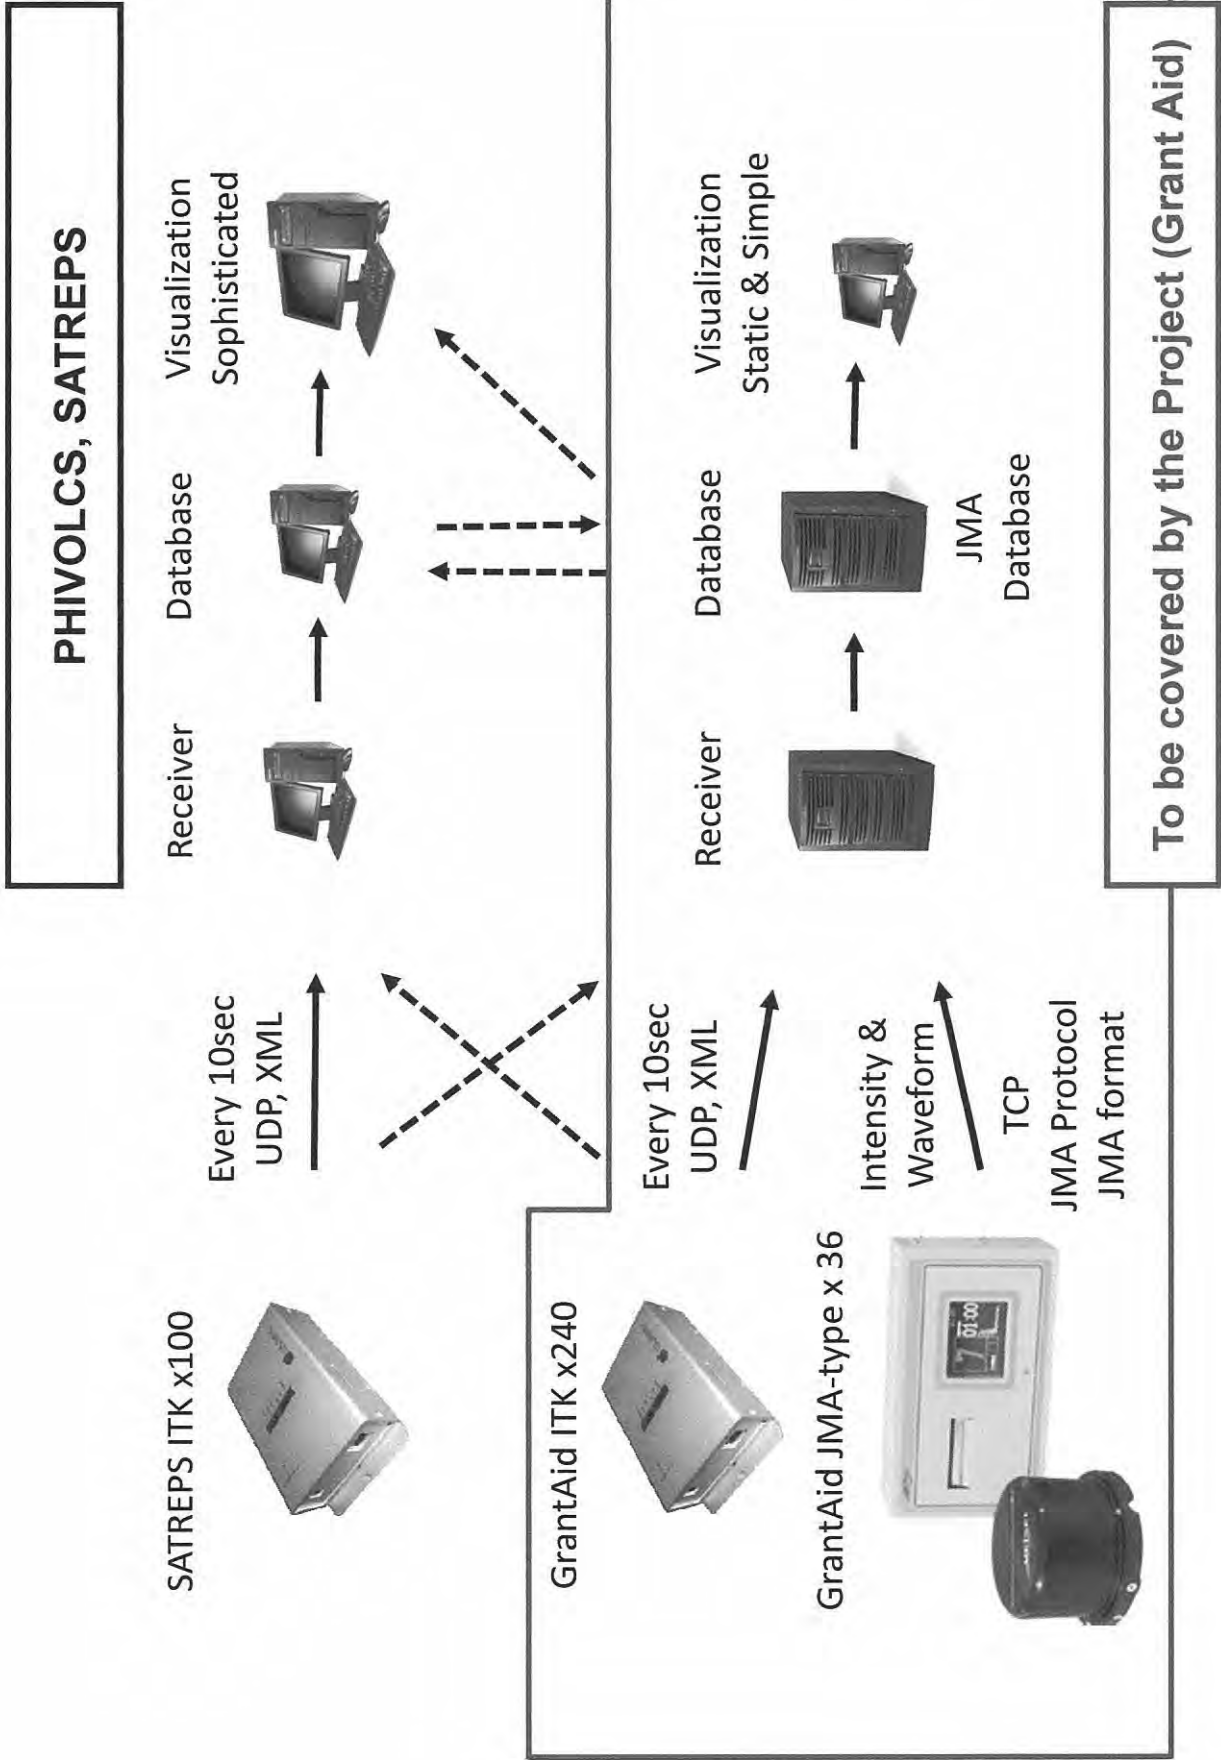 PHIVOLCS, SATREPS
SATREPS ITK x100
Every 10sec
UDP, XML
Receiver
Database
Visualization
Sophisticated
GrantAid ITK x240
Every 10sec
UDP, XML
Receiver
Database
Visualization
Static & Simple
GrantAid JMA-type x 36
01:00
Intensity &
Waveform
TCP
JMA Protocol
JMA format
JMA
Database
To be covered by the Project (Grant Aid)